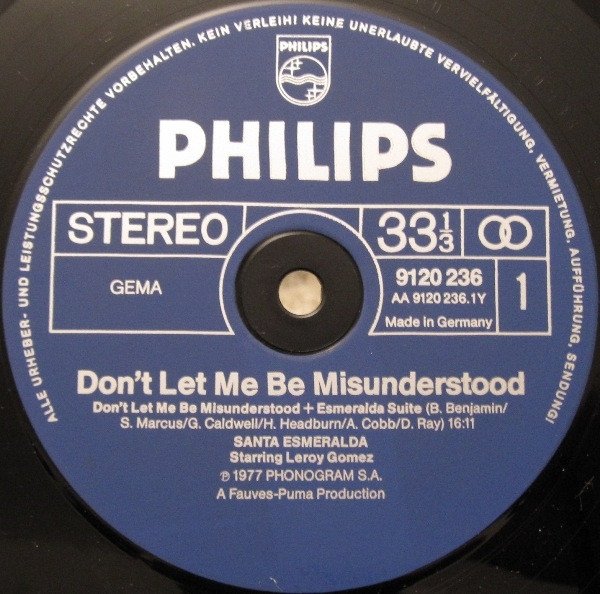 ALLE URHEBER- UND LEISTUNGSSCHUTZRECHTE VORBEHALTEN. KEIN VERLEIH! KEINE UNERLAUBTE VERVIELFÄLTIGUNG, VERMIETUNG, AUFFÜHRUNG, SENDUNG!
PHILIPS
PHILIPS
STEREO
33 1/3
GEMA
9120 236
AA 9120 236.1Y
Made in Germany
1
Don't Let Me Be Misunderstood
Don't Let Me Be Misunderstood + Esmeralda Suite (B. Benjamin/
S. Marcus/G. Caldwell/H. Headburn/A. Cobb/D. Ray) 16:11
SANTA ESMERALDA
Starring Leroy Gomez
℗ 1977 PHONOGRAM S.A.
A Fauves-Puma Production